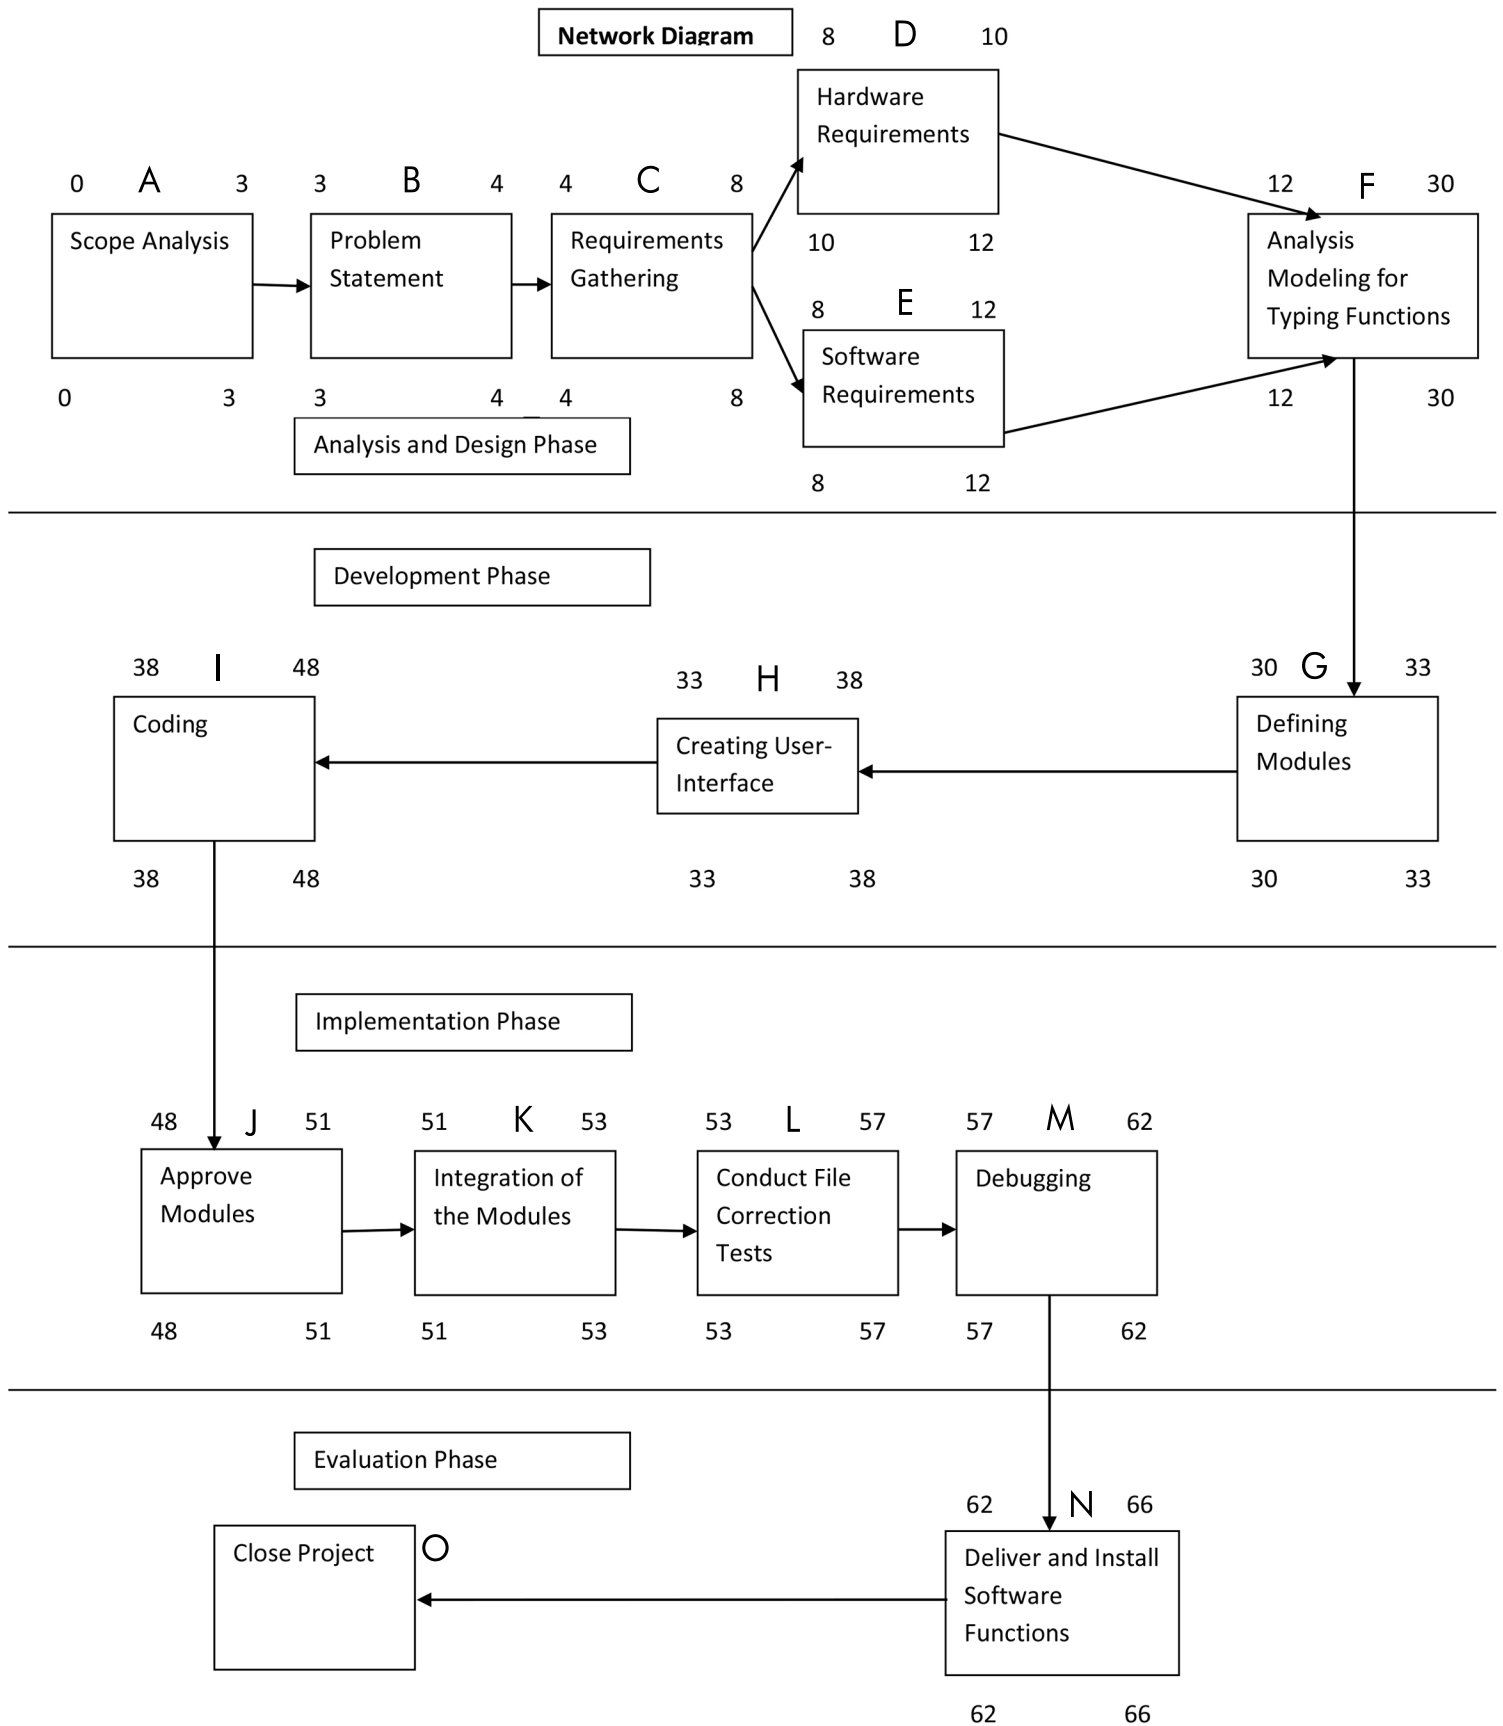 Network Diagram
8 D 10
Hardware
Requirements
10 12
0 A 3
Scope Analysis
0 3
3 B 4
Problem
Statement
3 4
4 C 8
Requirements
Gathering
4 8
8 E 12
Software
Requirements
8 12
12 F 30
Analysis
Modeling for
Typing Functions
12 30
Analysis and Design Phase
Development Phase
38 I 48
Coding
38 48
33 H 38
Creating User-
Interface
33 38
30 G 33
Defining
Modules
30 33
Implementation Phase
48 J 51
Approve
Modules
48 51
51 K 53
Integration of
the Modules
51 53
53 L 57
Conduct File
Correction
Tests
53 57
57 M 62
Debugging
57 62
Evaluation Phase
Close Project
O
62 N 66
Deliver and Install
Software
Functions
62 66